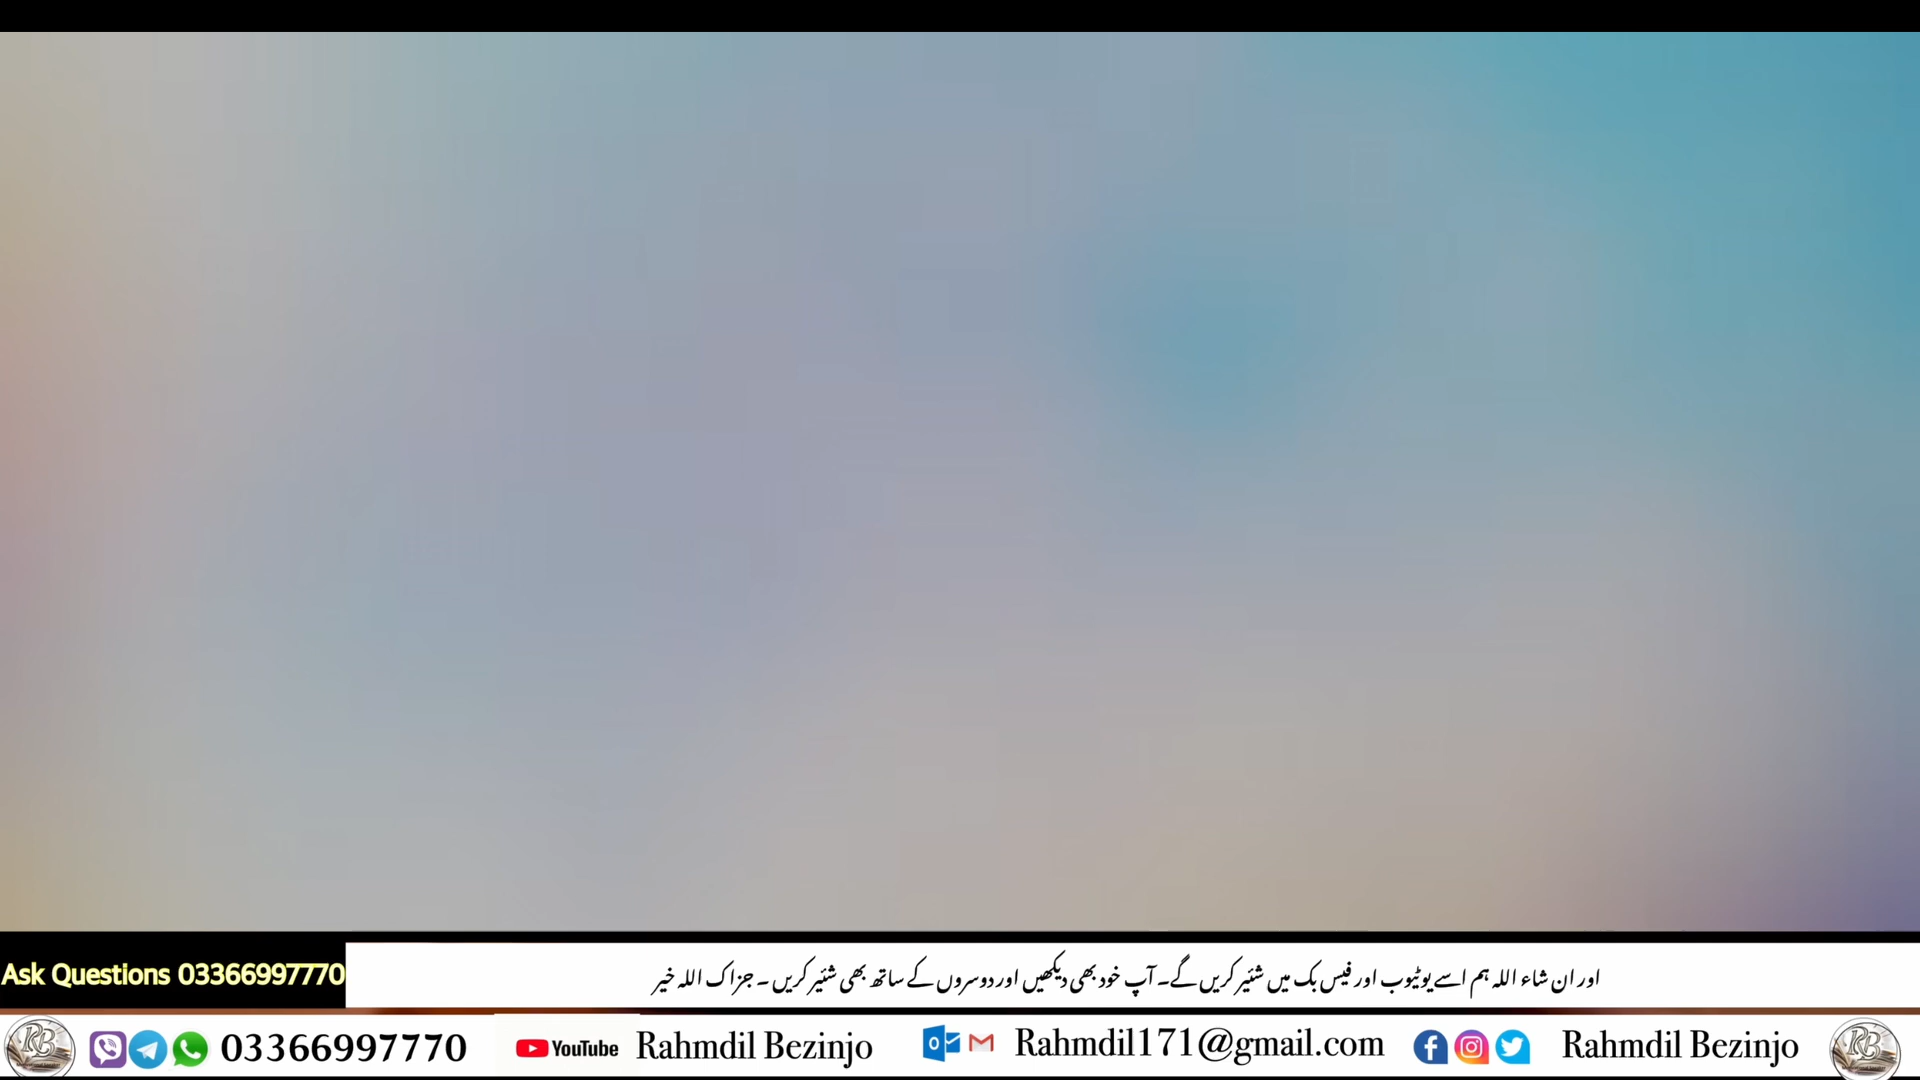 Ask Questions 03366997770
اور ان شاء اللہ ہم اسے یوٹیوب اور فیس بک میں شئیر کریں گے۔ آپ خود بھی دیکھیں اور دوسروں کے ساتھ بھی شئیر کریں ۔ جزاک اللہ خیر
03366997770 YouTube Rahmdil Bezinjo Rahmdil171@gmail.com Rahmdil Bezinjo